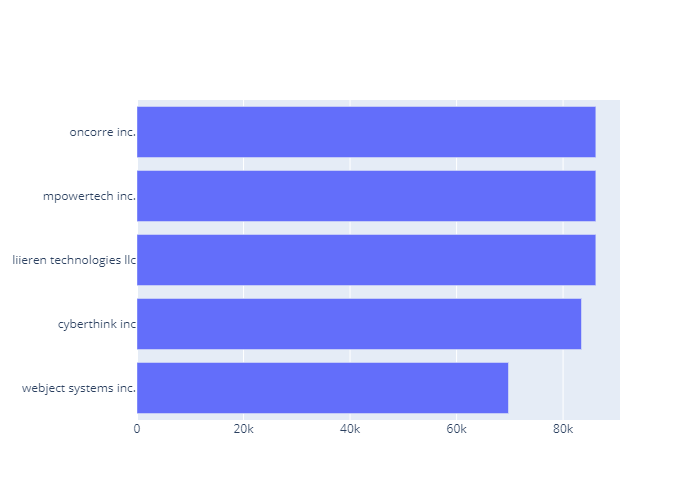 oncorre inc.
mpowertech inc.
liieren technologies llc
cyberthink inc
webject systems inc.
0 20k 40k 60k 80k